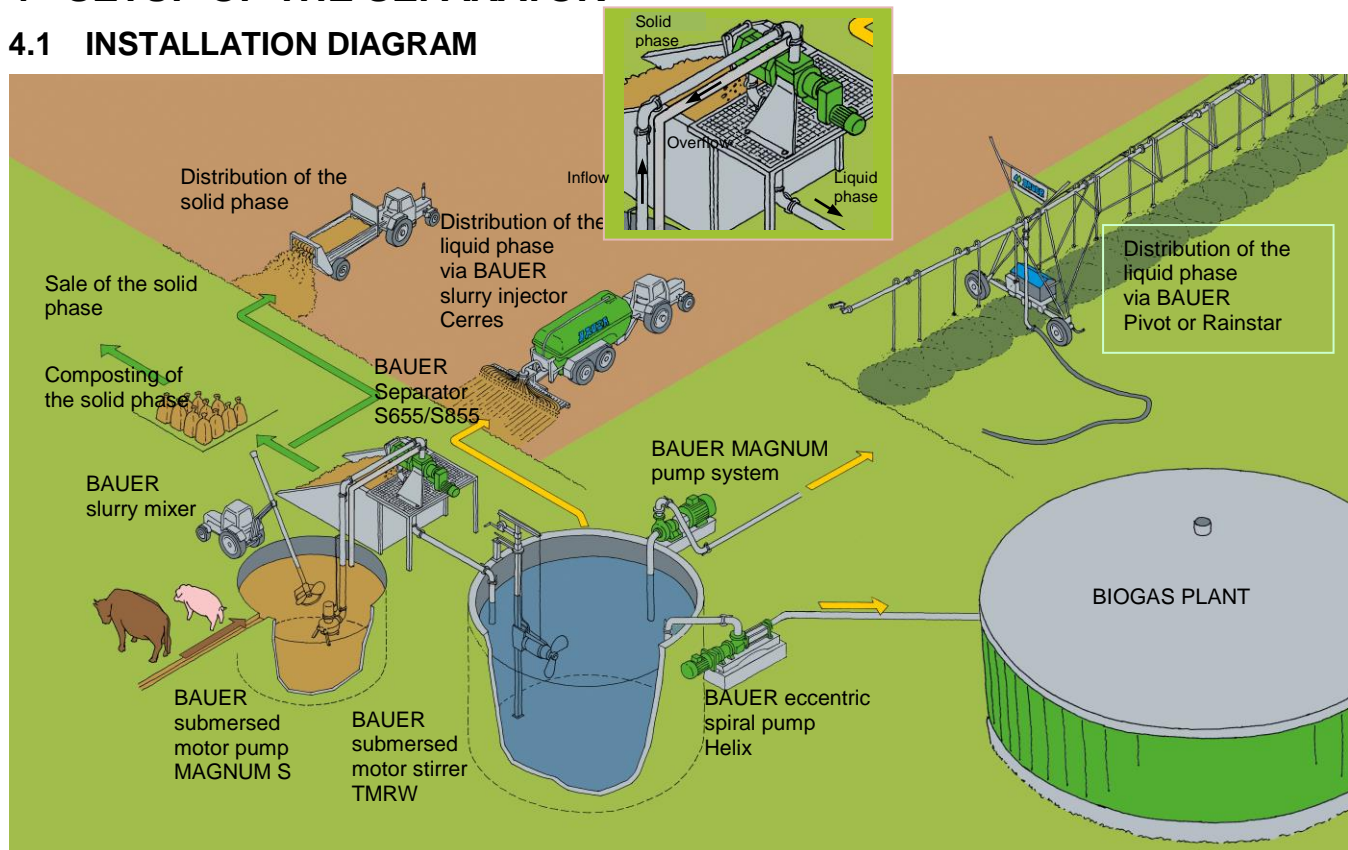 4.1 INSTALLATION DIAGRAM
Solid
phase
Overflow
Inflow
Liquid
phase
Distribution of the
solid phase
Distribution of the
liquid phase
via BAUER
slurry injector
Cerres
BAUER
BAUER
Distribution of the
liquid phase
via BAUER
Pivot or Rainstar
Sale of the solid
phase
Composting of
the solid phase
BAUER
Separator
S655/S855
BAUER MAGNUM
pump system
BAUER
slurry mixer
BIOGAS PLANT
BAUER
submersed
motor pump
MAGNUM S
BAUER
submersed
motor stirrer
TMRW
BAUER eccentric
spiral pump
Helix